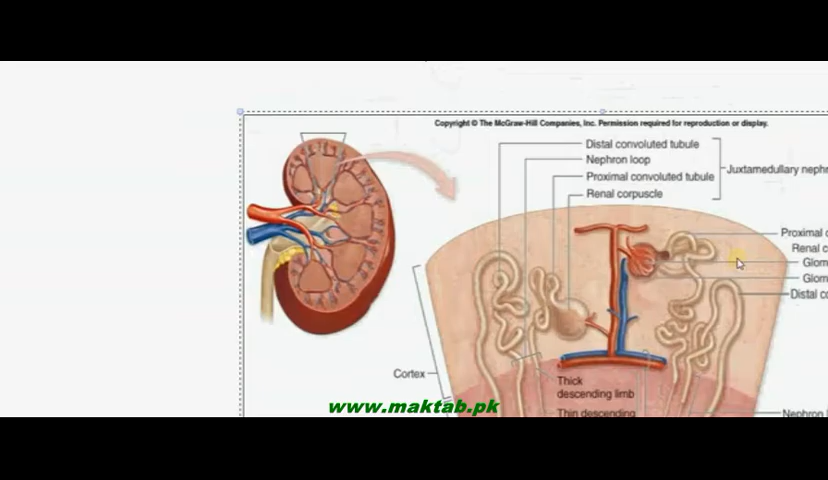 Copyright © The McGraw-Hill Companies, Inc. Permission required for reproduction or display.
Distal convoluted tubule
Nephron loop
Proximal convoluted tubule
Renal corpuscle
Juxtamedullary nephr
Proximal c
Renal c
Glom
Glom
Distal co
Cortex
Thick
descending limb
Thin descending
Nephron l
www.maktab.pk